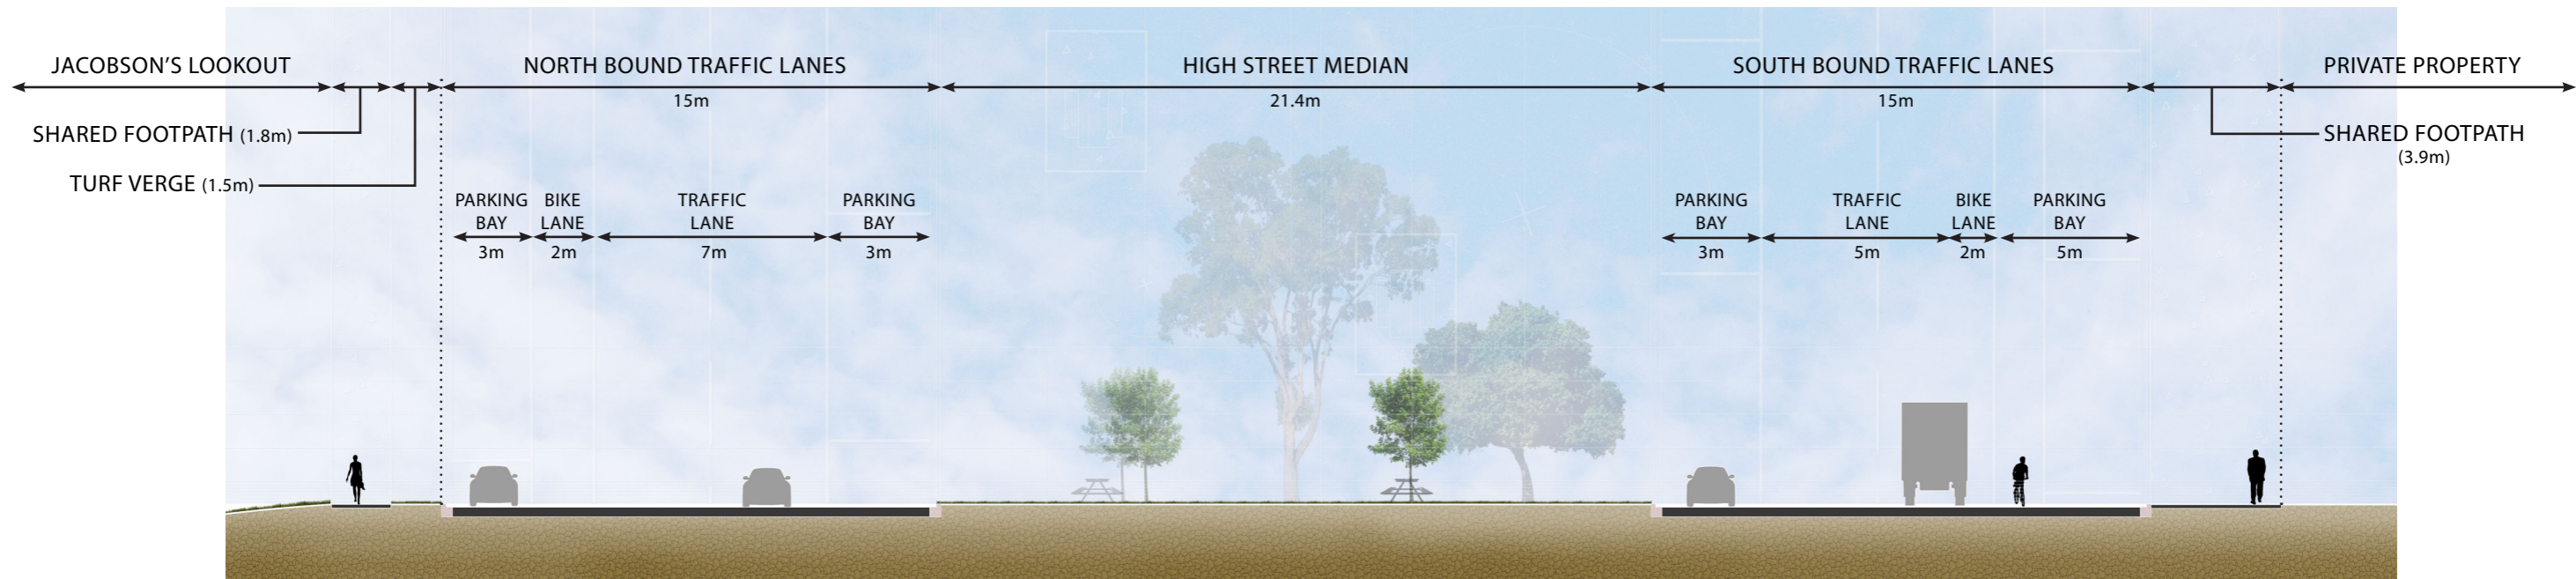 JACOBSON'S LOOKOUT
NORTH BOUND TRAFFIC LANES
15m
HIGH STREET MEDIAN
21.4m
SOUTH BOUND TRAFFIC LANES
15m
PRIVATE PROPERTY
SHARED FOOTPATH (1.8m)
TURF VERGE (1.5m)
SHARED FOOTPATH
(3.9m)
PARKING
BAY
3m
BIKE
LANE
2m
TRAFFIC
LANE
7m
PARKING
BAY
3m
PARKING
BAY
3m
TRAFFIC
LANE
5m
BIKE
LANE
2m
PARKING
BAY
5m